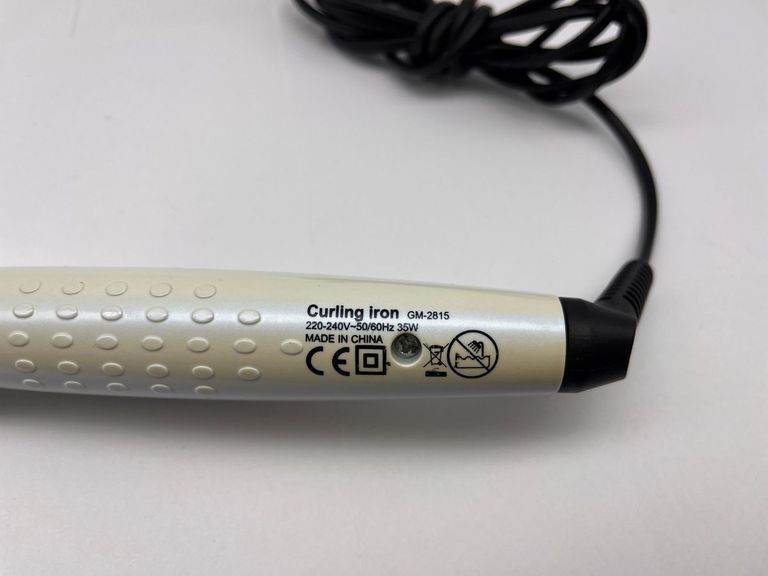 Curling iron GM-2815
220-240V~50/60Hz 35W
MADE IN CHINA
CE